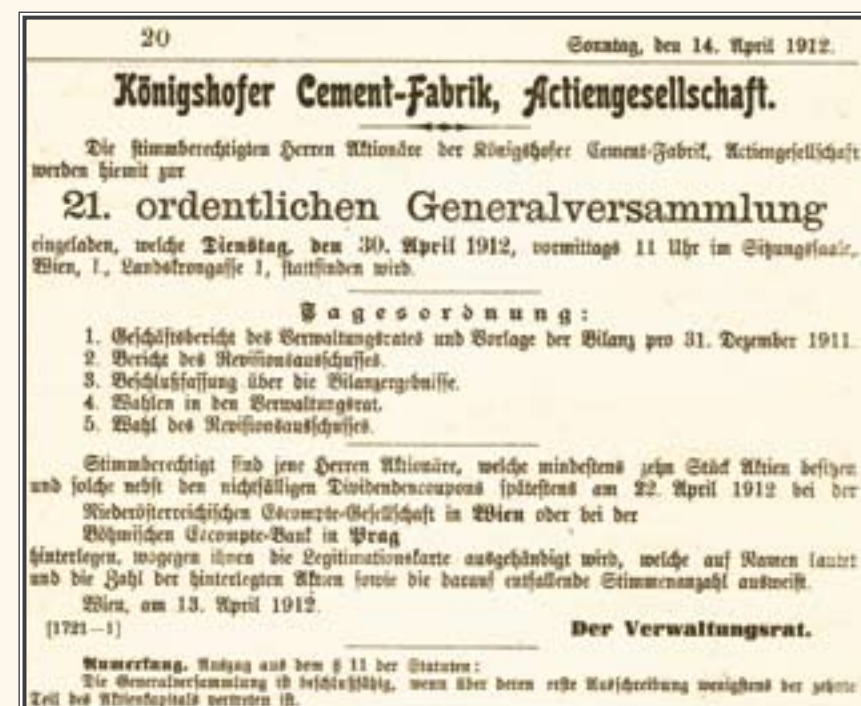 20
Sonntag, den 14. April 1912.
Königshofer Cement-Fabrik, Actiengesellschaft.
Die stimmberechtigten Herren Aktionäre der Königshofer Cement-Fabrik, Actiengesellschaft
werden hiemit zur
21. ordentlichen Generalversammlung
eingeladen, welche Dienstag, den 30. April 1912, vormittags 11 Uhr im Sitzungssaale,
Wien, I., Landskrongasse 1, stattfinden wird.
Tagesordnung:
1. Geschäftsbericht des Verwaltungsrates und Vorlage der Bilanz pro 31. Dezember 1911.
2. Bericht des Revisionsausschusses.
3. Beschlußfassung über die Bilanzergebnisse.
4. Wahlen in den Verwaltungsrat.
5. Wahl des Revisionsausschusses.
Stimmberechtigt sind jene Herren Aktionäre, welche mindestens zehn Stück Aktien besitzen
und solche nebst den nichtfälligen Dividendencoupons spätestens am 22. April 1912 bei der
Niederösterreichischen Escompte-Gesellschaft in Wien oder bei der
Böhmischen Escompte-Bank in Prag
hinterlegen, wogegen ihnen die Legitimationskarte ausgehändigt wird, welche auf Namen lautet
und die Zahl der hinterlegten Aktien sowie die darauf entfallende Stimmenanzahl ausweist.
Wien, am 13. April 1912.
[1721—1]
Der Verwaltungsrat.
Anmerkung. Auszug aus dem § 11 der Statuten:
Die Generalversammlung ist beschlußfähig, wenn über deren erste Ausschreibung wenigstens der zehnte
Teil des Aktienkapitals vertreten ist.